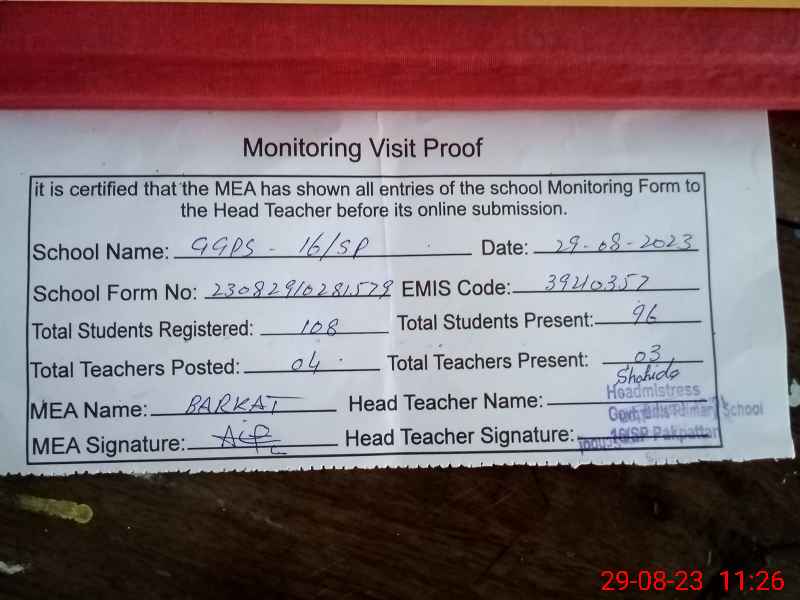 Monitoring Visit Proof
it is certified that the MEA has shown all entries of the school Monitoring Form to
the Head Teacher before its online submission.
School Name: GGPS - 16/SP Date: 29-08-2023
School Form No: 23082910281579 EMIS Code: 39410357
Total Students Registered: 108 Total Students Present: 96
Total Teachers Posted: 04 Total Teachers Present: 03
MEA Name: BARKAT Head Teacher Name: Shahida
Headmistress
School
MEA Signature: Head Teacher Signature: 16/SP Pakpattan
29-08-23 11:26